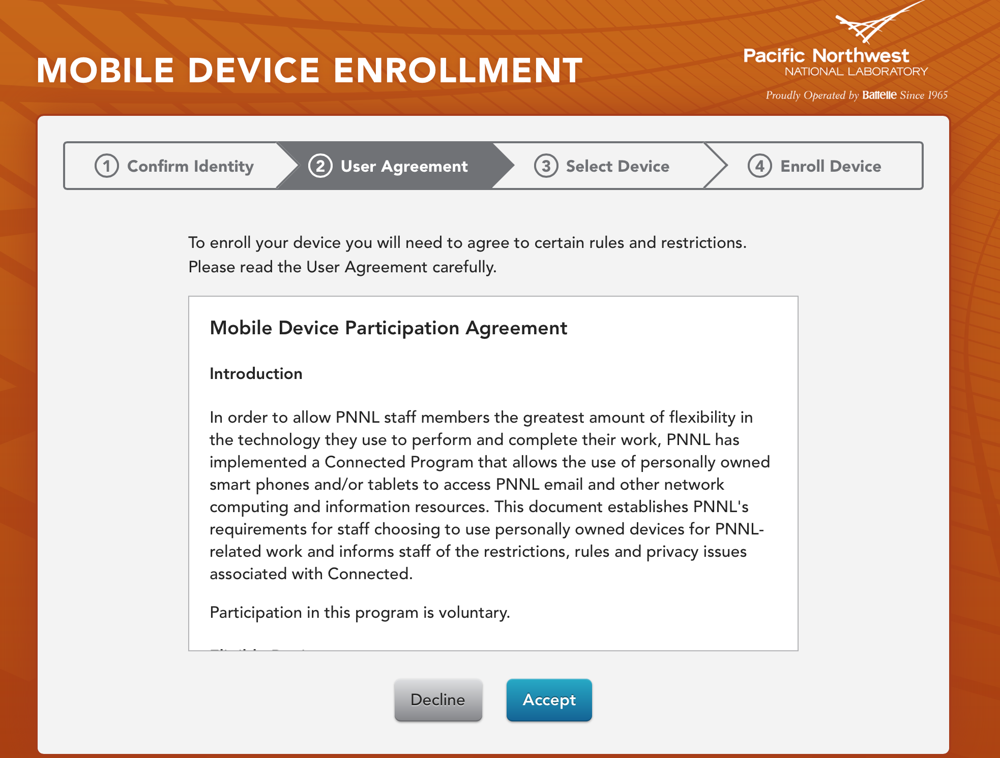 MOBILE DEVICE ENROLLMENT
Pacific Northwest
NATIONAL LABORATORY
Proudly Operated by Battelle Since 1965
1 Confirm Identity
2 User Agreement
3 Select Device
4 Enroll Device
To enroll your device you will need to agree to certain rules and restrictions.
Please read the User Agreement carefully.
Mobile Device Participation Agreement
Introduction
In order to allow PNNL staff members the greatest amount of flexibility in
the technology they use to perform and complete their work, PNNL has
implemented a Connected Program that allows the use of personally owned
smart phones and/or tablets to access PNNL email and other network
computing and information resources. This document establishes PNNL's
requirements for staff choosing to use personally owned devices for PNNL-
related work and informs staff of the restrictions, rules and privacy issues
associated with Connected.
Participation in this program is voluntary.
Decline
Accept